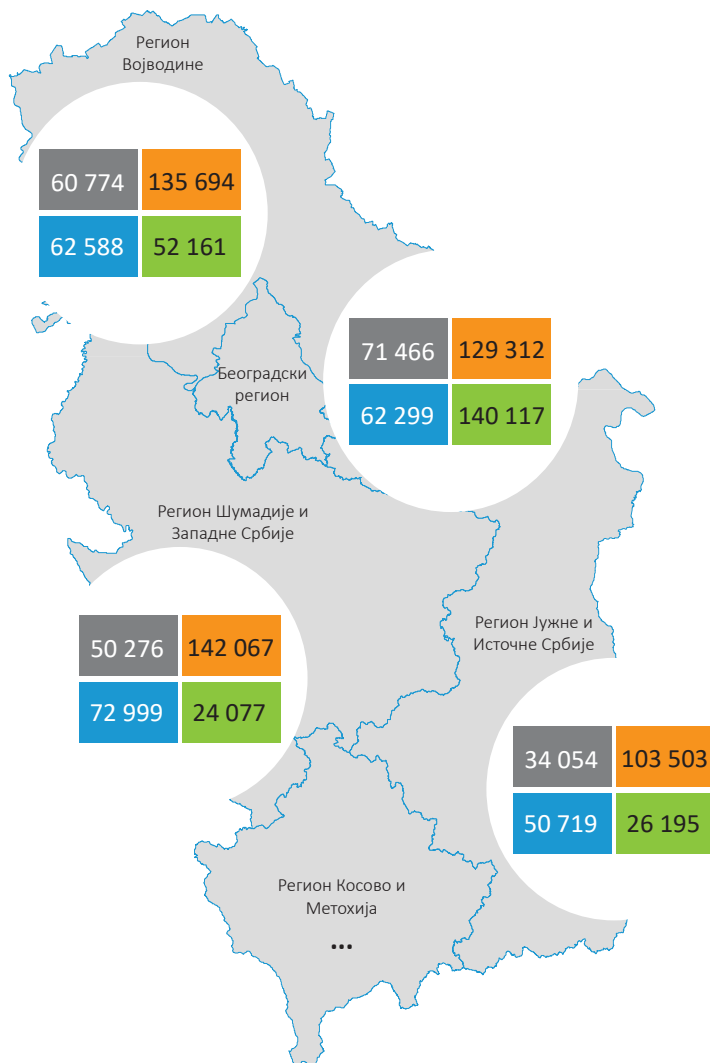 Регион
Војводине
60 774 135 694
62 588 52 161
71 466 129 312
62 299 140 117
Београдски
регион
Регион Шумадије и
Западне Србије
50 276 142 067
72 999 24 077
Регион Јужне и
Источне Србије
34 054 103 503
50 719 26 195
Регион Косово и
Метохија
...